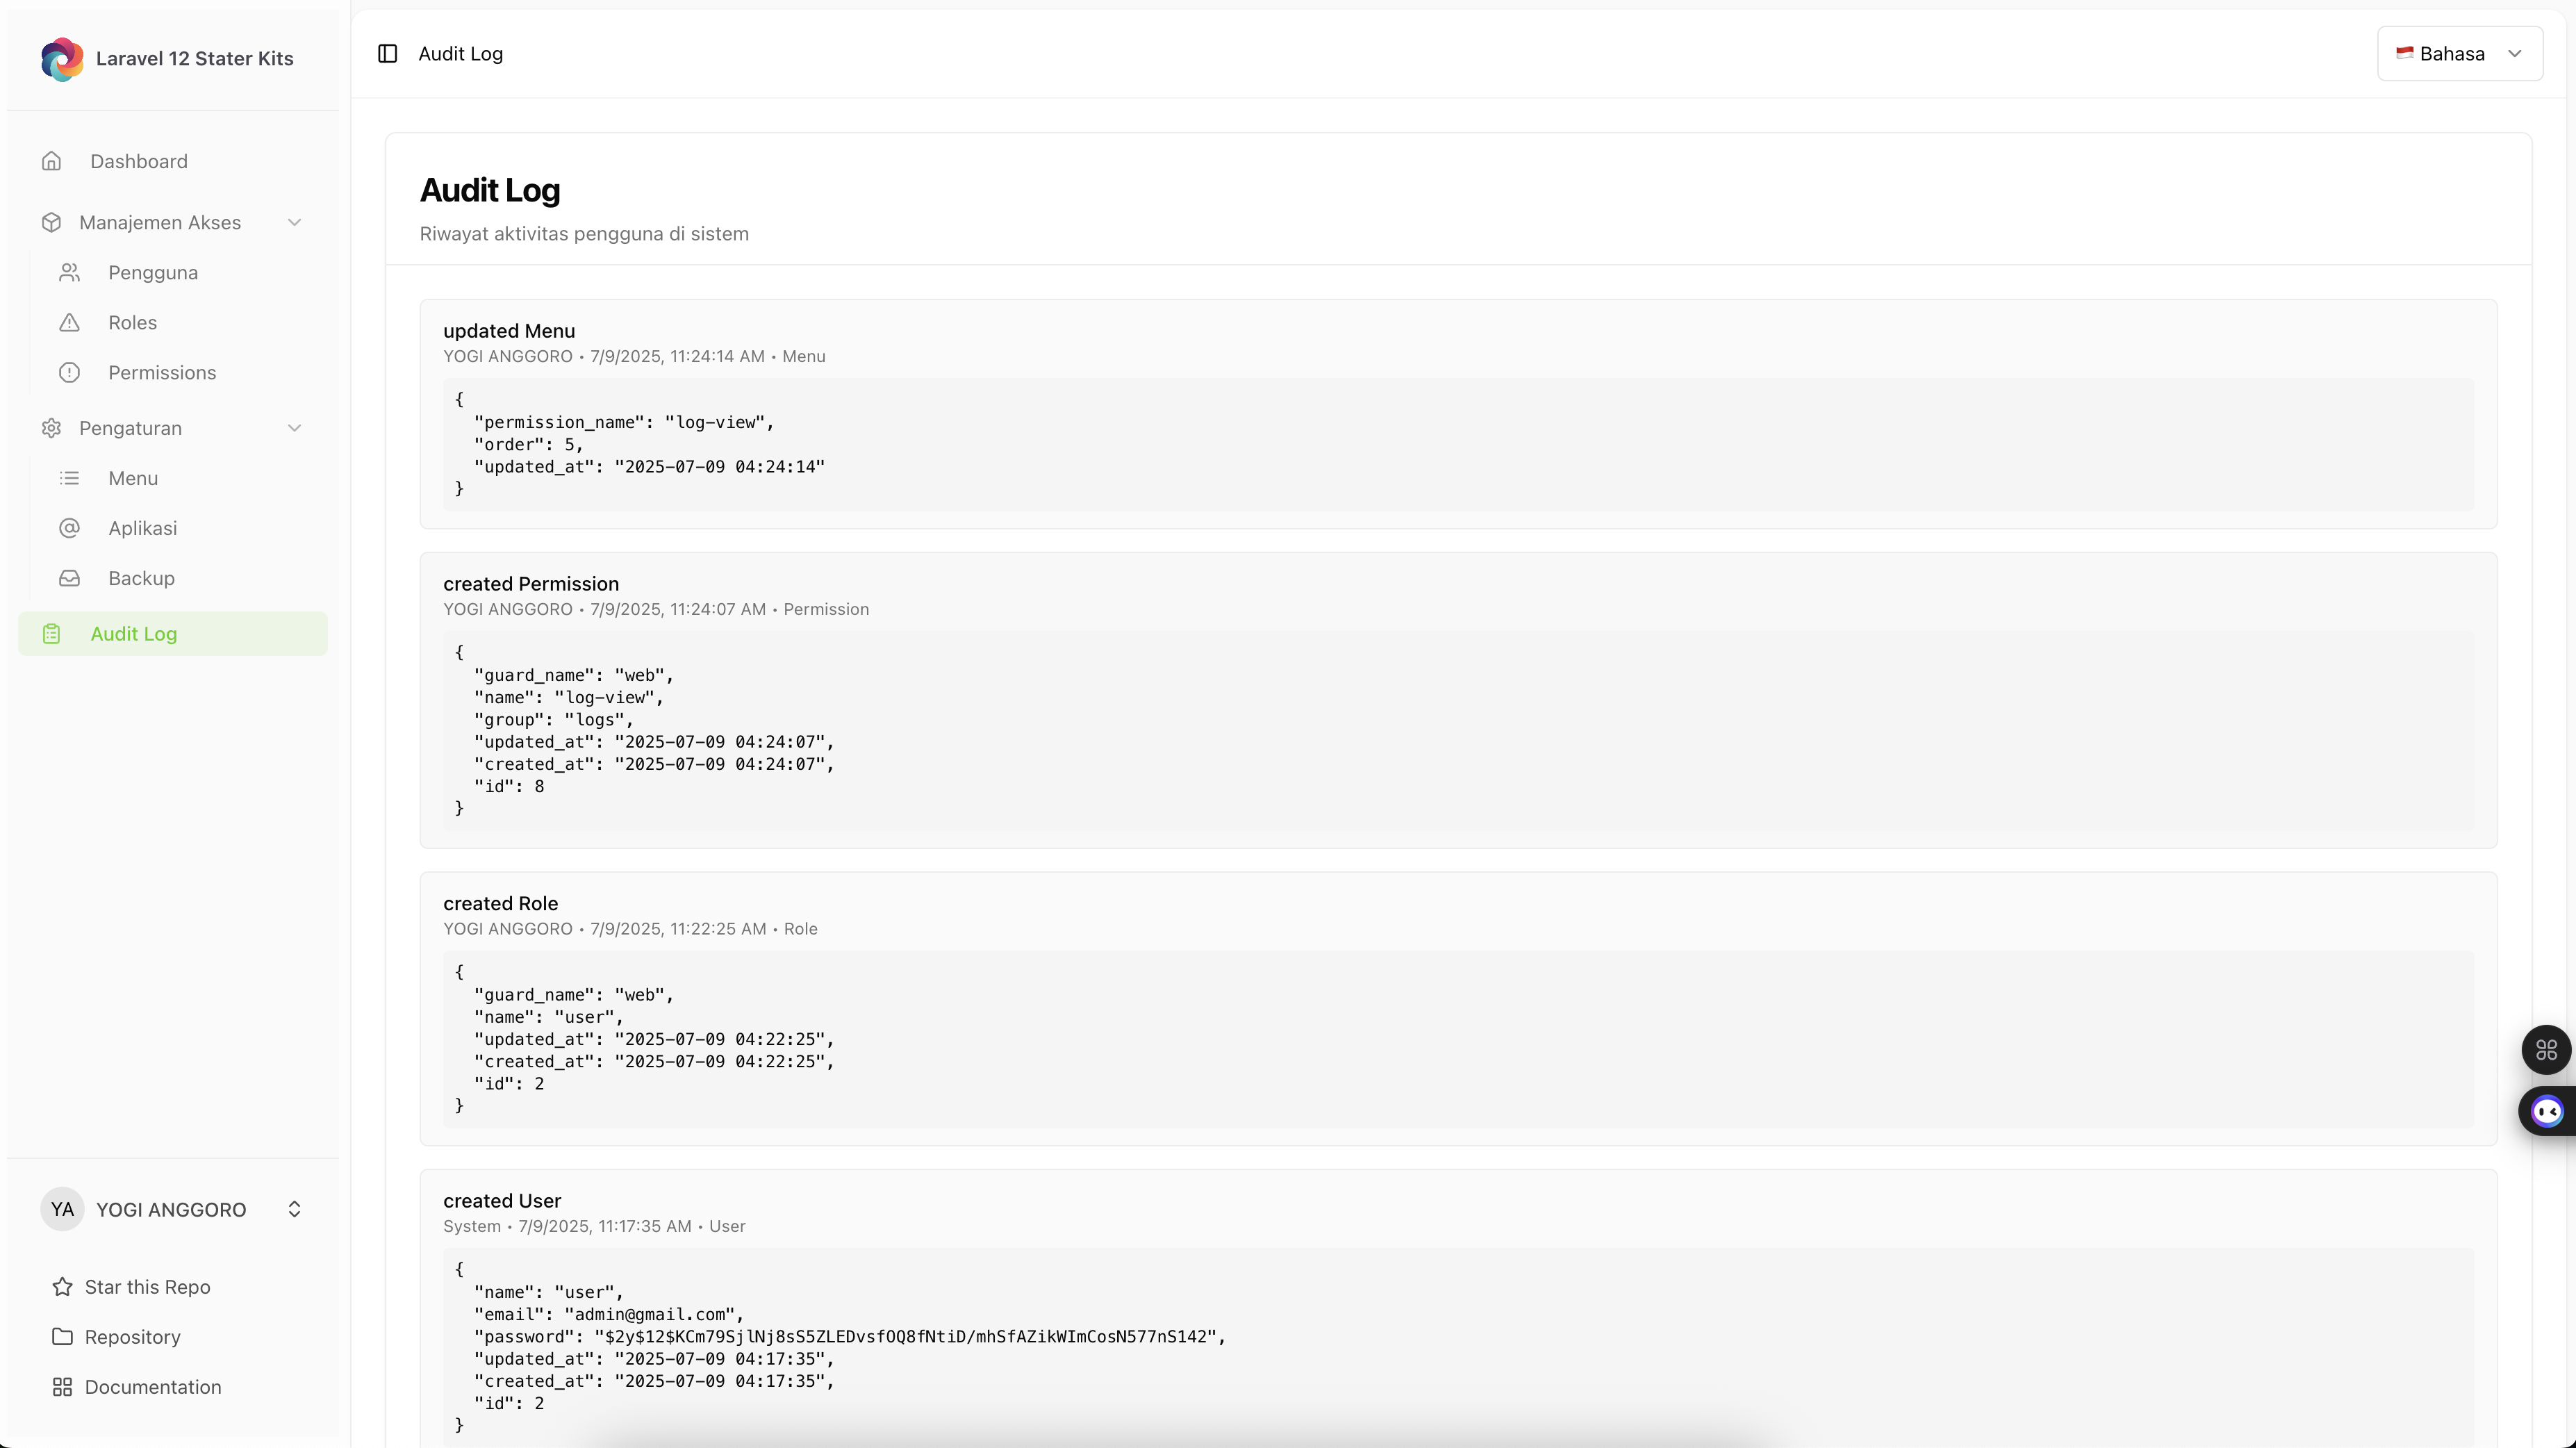 Laravel 12 Stater Kits
Dashboard
Manajemen Akses
Pengguna
Roles
Permissions
Pengaturan
Menu
Aplikasi
Backup
Audit Log
YA YOGI ANGGORO
Star this Repo
Repository
Documentation
Audit Log
Bahasa
Audit Log
Riwayat aktivitas pengguna di sistem
updated Menu
YOGI ANGGORO • 7/9/2025, 11:24:14 AM • Menu
{
"permission_name": "log-view",
"order": 5,
"updated_at": "2025-07-09 04:24:14"
}
created Permission
YOGI ANGGORO • 7/9/2025, 11:24:07 AM • Permission
{
"guard_name": "web",
"name": "log-view",
"group": "logs",
"updated_at": "2025-07-09 04:24:07",
"created_at": "2025-07-09 04:24:07",
"id": 8
}
created Role
YOGI ANGGORO • 7/9/2025, 11:22:25 AM • Role
{
"guard_name": "web",
"name": "user",
"updated_at": "2025-07-09 04:22:25",
"created_at": "2025-07-09 04:22:25",
"id": 2
}
created User
System • 7/9/2025, 11:17:35 AM • User
{
"name": "user",
"email": "admin@gmail.com",
"password": "$2y$12$KCm79SjlNj8sS5ZLEDvsfOQ8fNtiD/mhSfAZikWImCosN577nS142",
"updated_at": "2025-07-09 04:17:35",
"created_at": "2025-07-09 04:17:35",
"id": 2
}